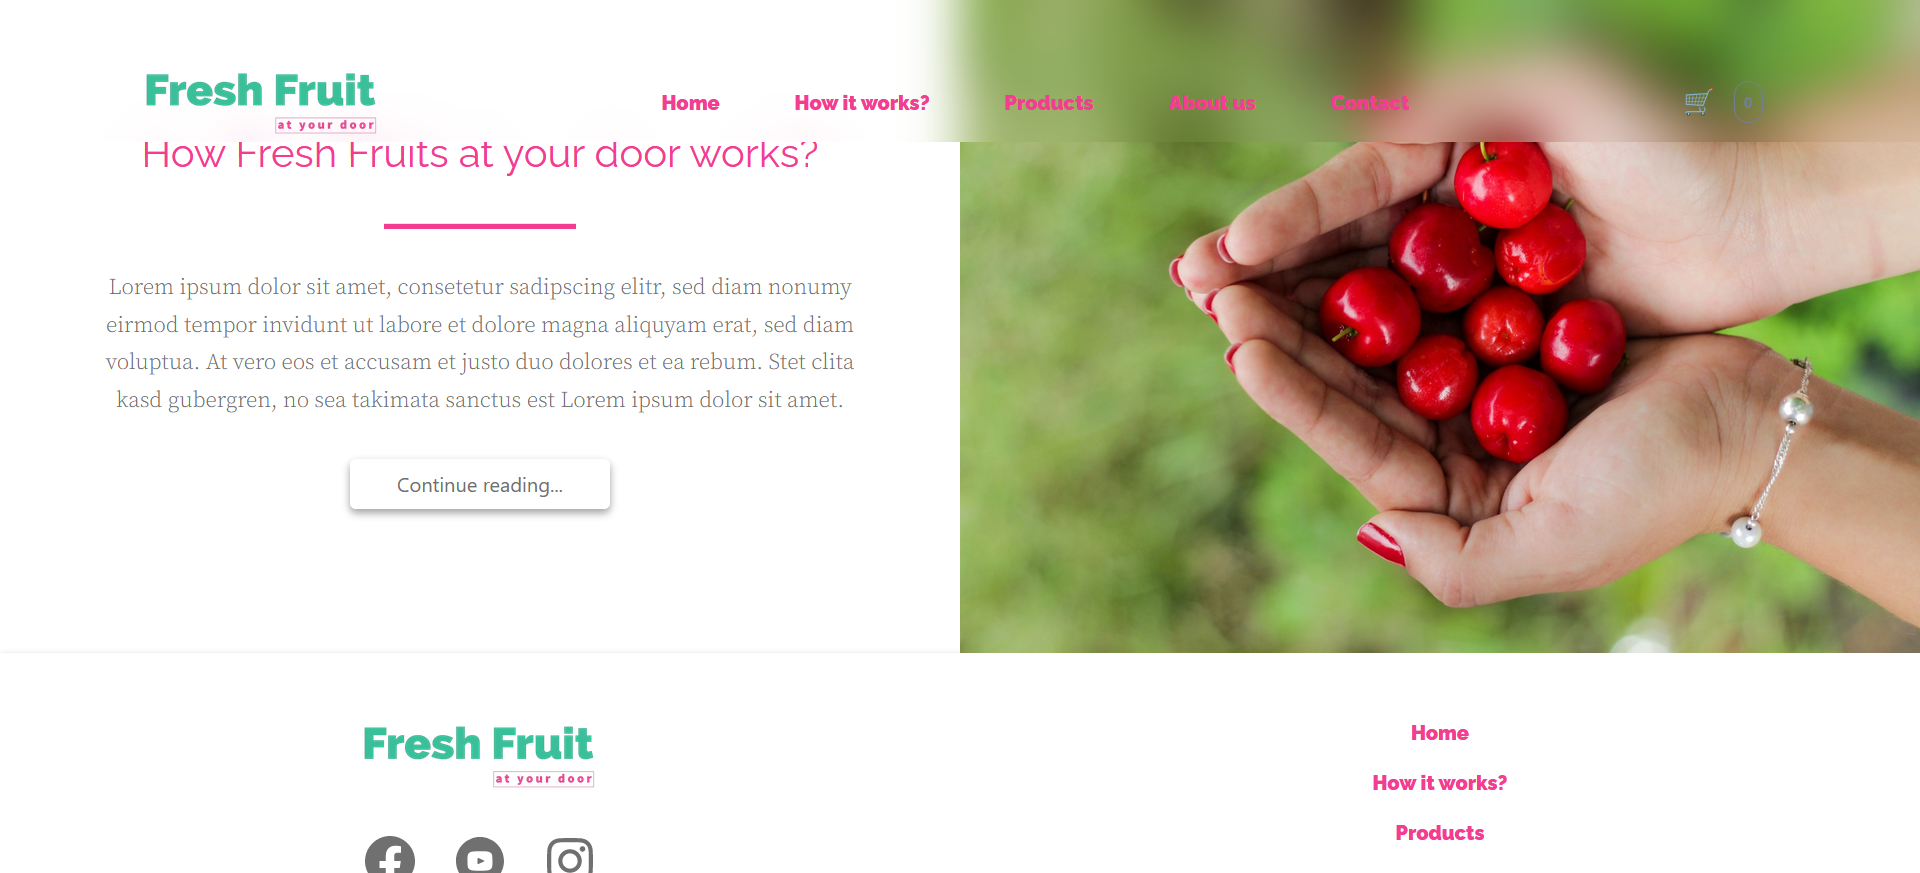 Fresh Fruit
at your door
Home How it works? Products About us Contact 0
How Fresh Fruits at your door works?
Lorem ipsum dolor sit amet, consetetur sadipscing elitr, sed diam nonumy
eirmod tempor invidunt ut labore et dolore magna aliquyam erat, sed diam
voluptua. At vero eos et accusam et justo duo dolores et ea rebum. Stet clita
kasd gubergren, no sea takimata sanctus est Lorem ipsum dolor sit amet.
Continue reading...
Fresh Fruit
at your door
Home
How it works?
Products